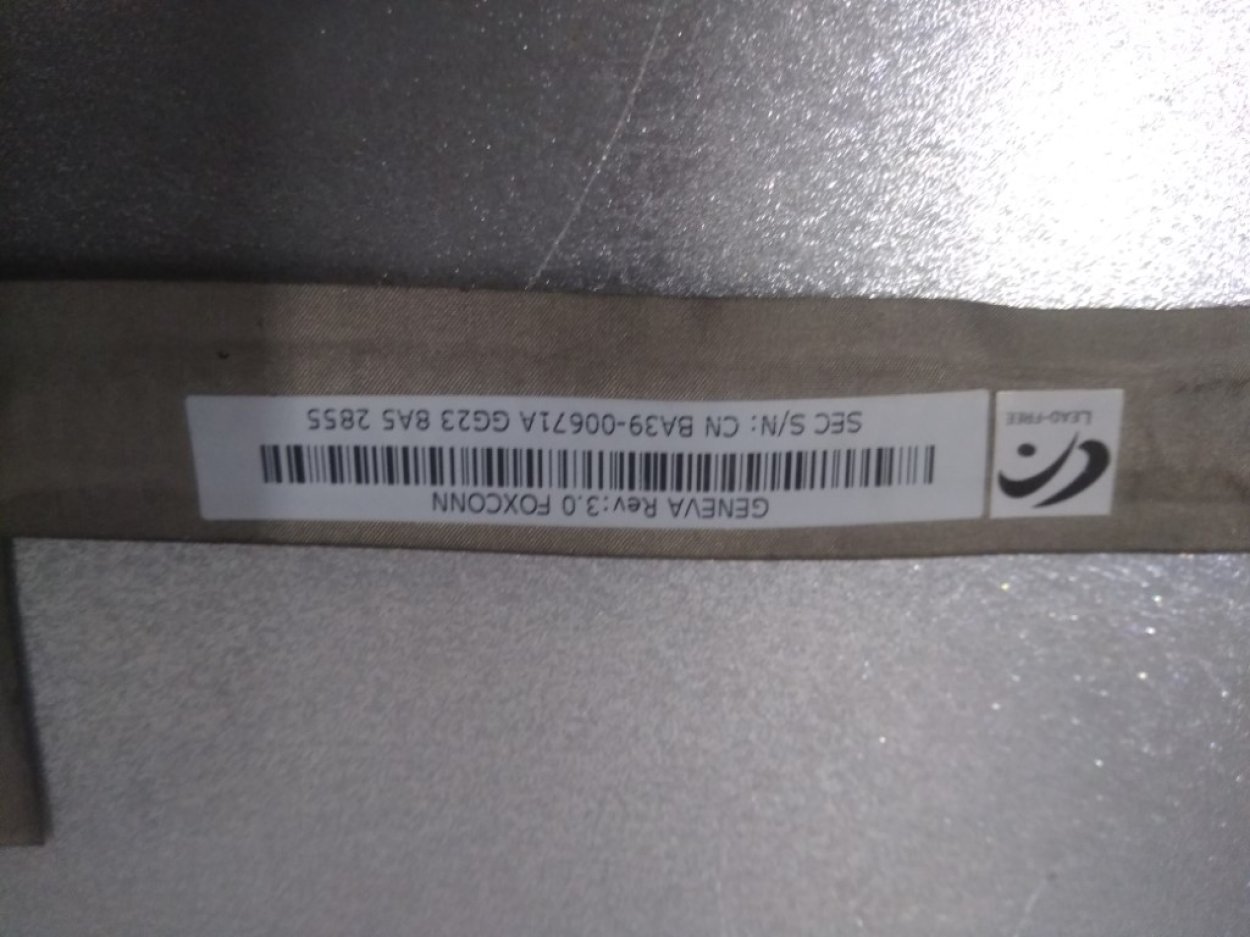 GENEVA Rev:3.0 FOXCONN
SEC S/N: CN BA39-00671A GG23 8A5 2855
LEAD-FREE